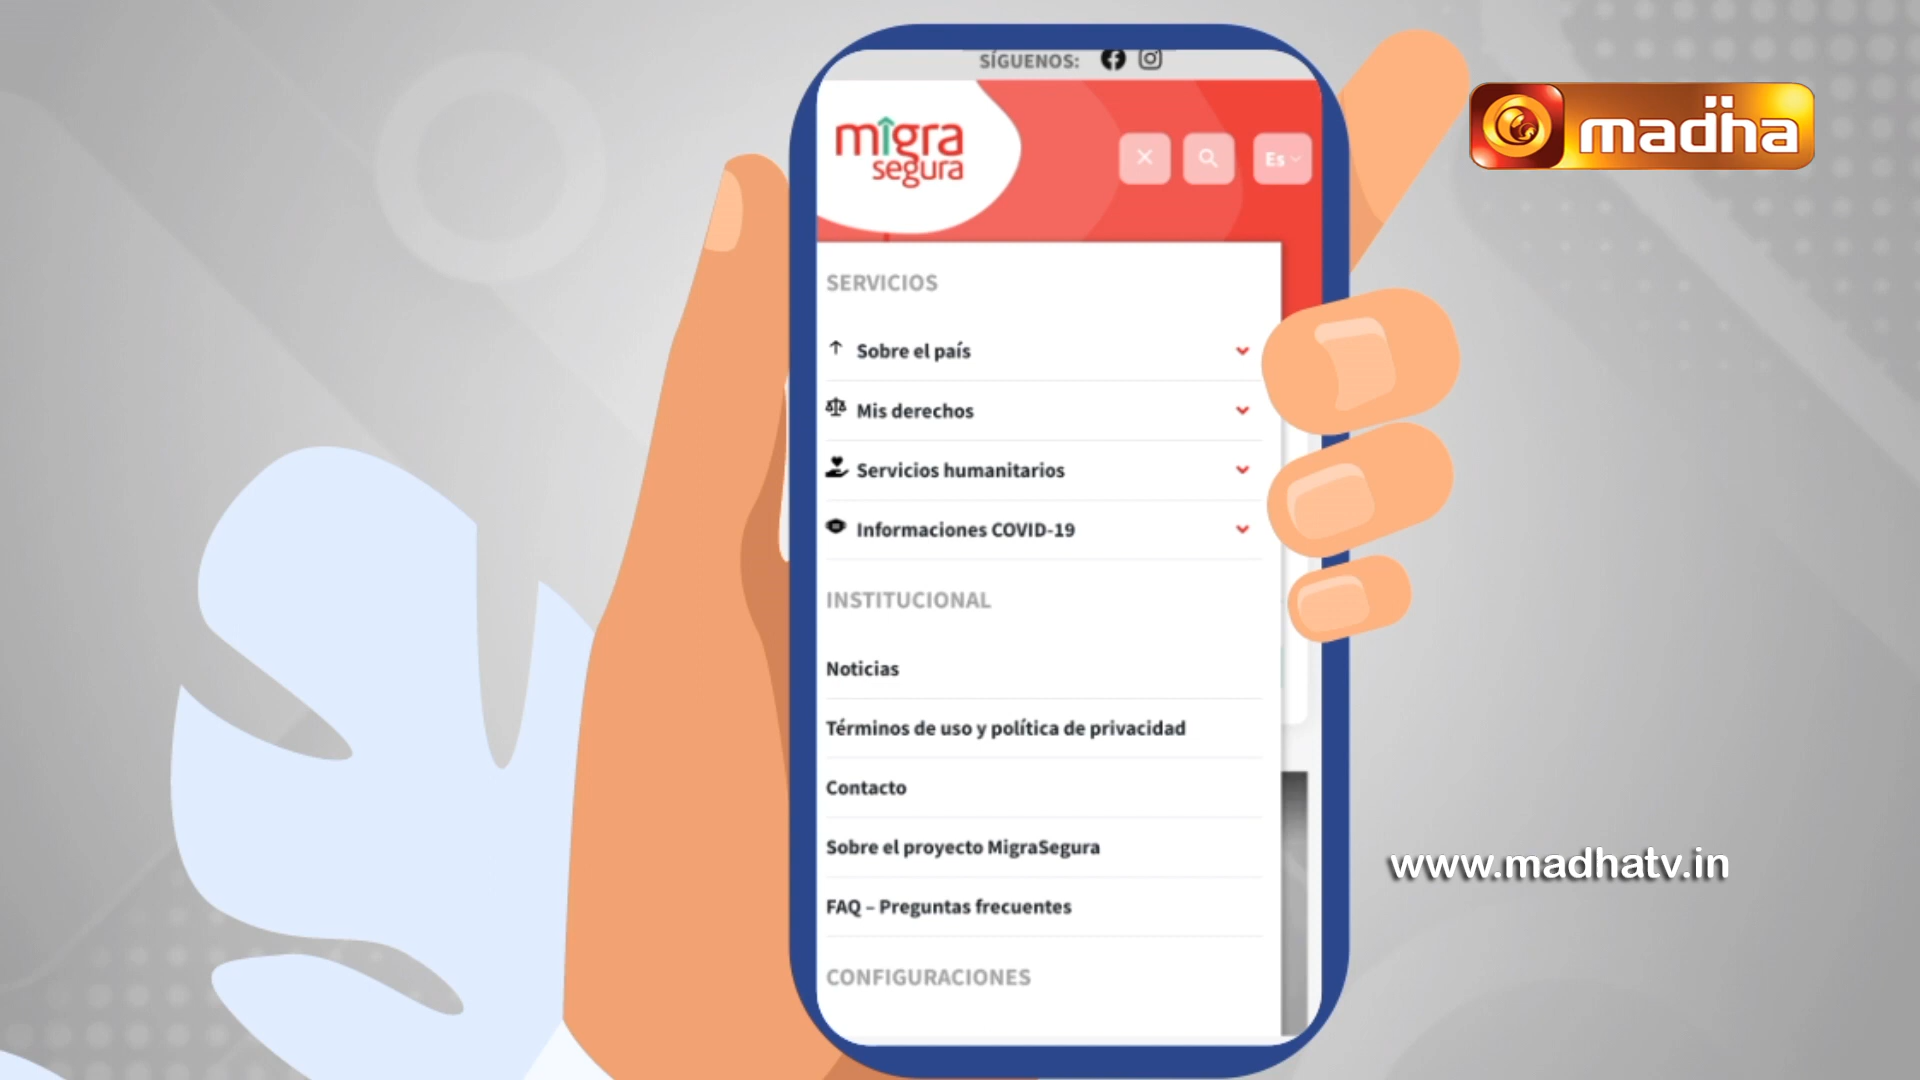 SÍGUENOS:
migra
segura
Es
madha
SERVICIOS
Sobre el país
Mis derechos
Servicios humanitarios
Informaciones COVID-19
INSTITUCIONAL
Noticias
Términos de uso y política de privacidad
Contacto
Sobre el proyecto MigraSegura
FAQ – Preguntas frecuentes
CONFIGURACIONES
www.madhatv.in